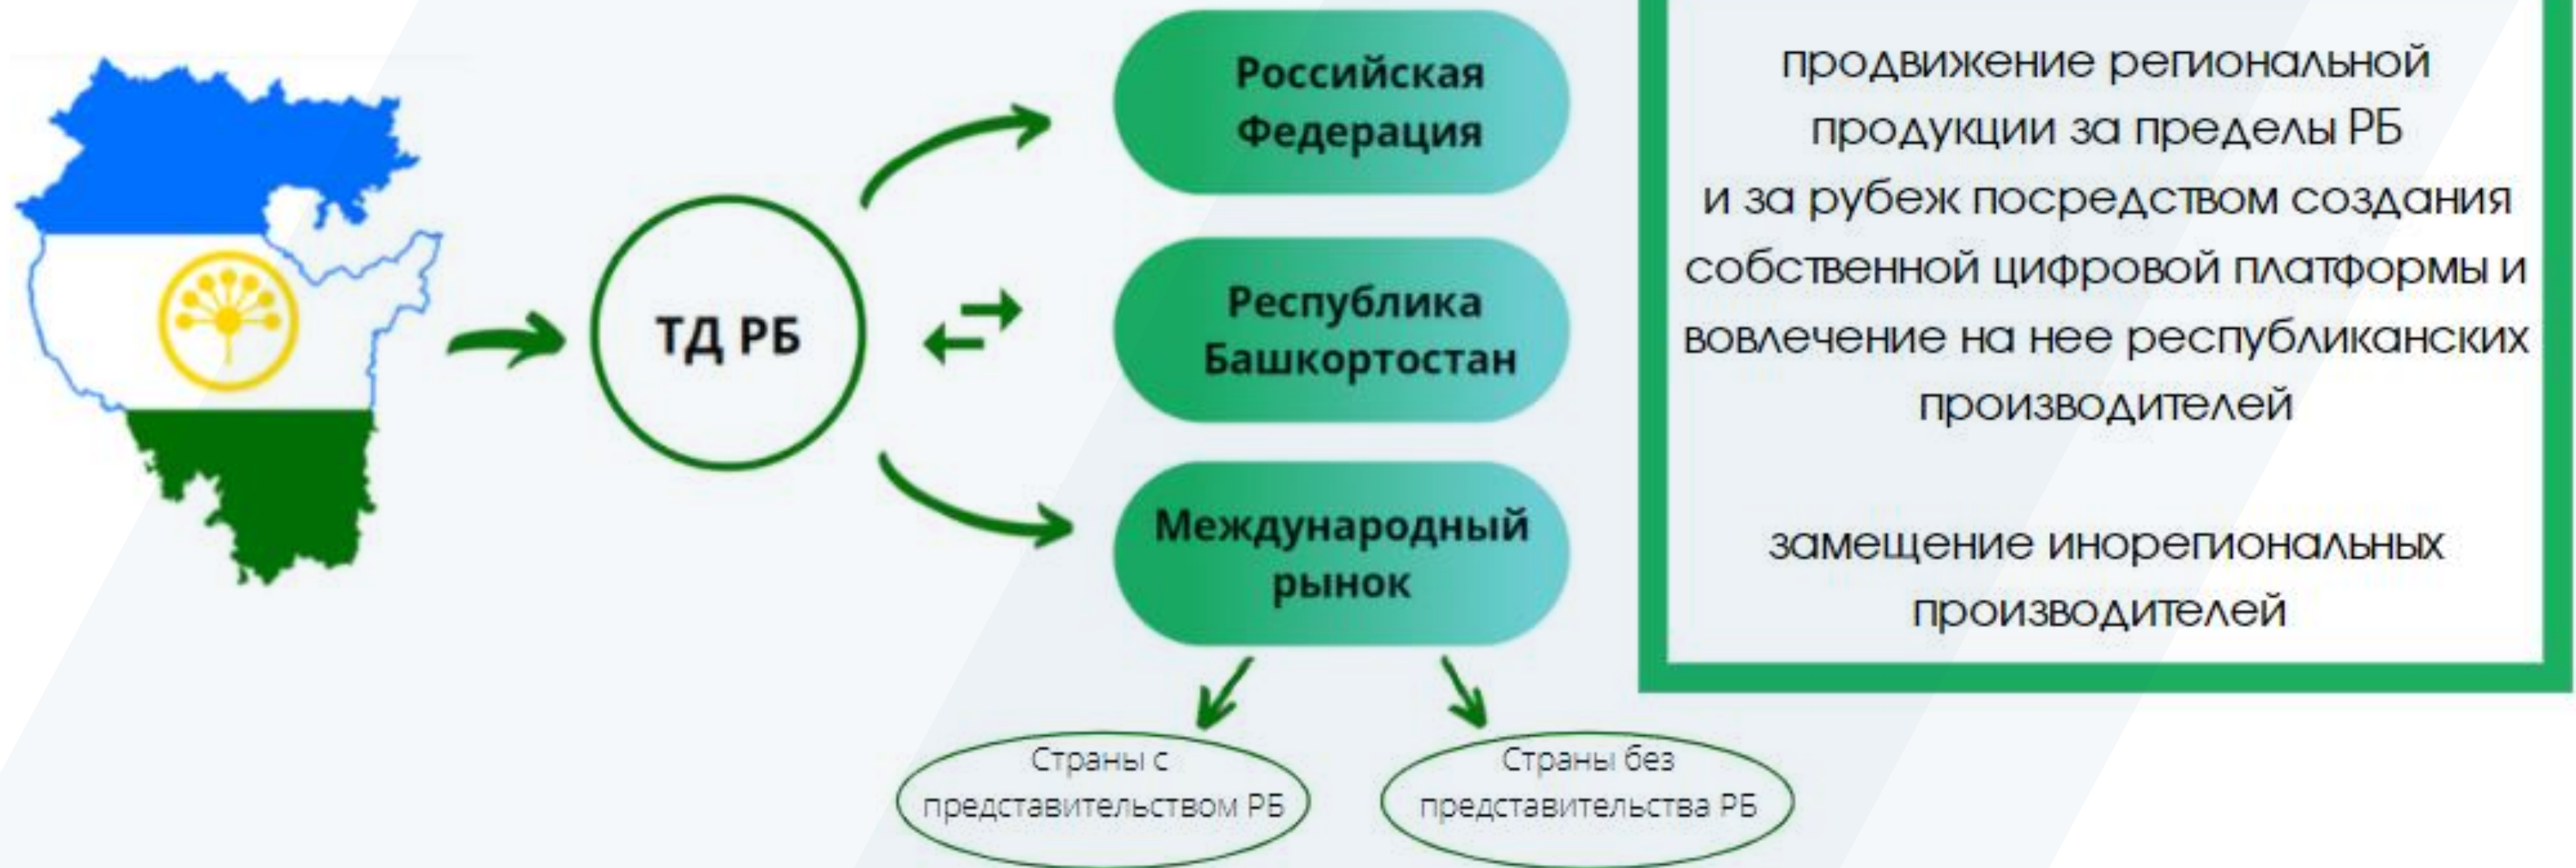 ТД РБ
Российская
Федерация
Республика
Башкортостан
Международный
рынок
Страны с
представительством РБ
Страны без
представительства РБ
продвижение региональной
продукции за пределы РБ
и за рубеж посредством создания
собственной цифровой платформы и
вовлечение на нее республиканских
производителей
замещение инорегиональных
производителей